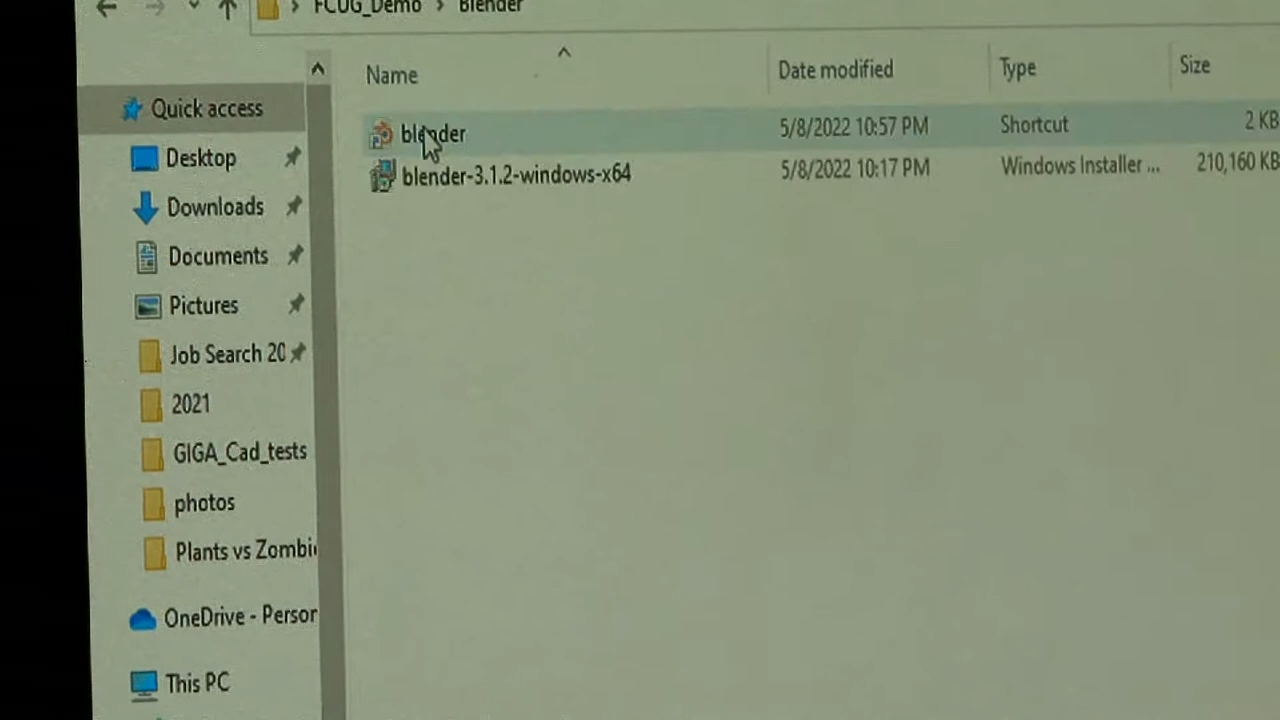 FCUG_Demo > Blender
Name
Date modified
Type
Size
Quick access
blender
5/8/2022 10:57 PM
Shortcut
2 KB
blender-3.1.2-windows-x64
5/8/2022 10:17 PM
Windows Installer ...
210,160 KB
Desktop
Downloads
Documents
Pictures
Job Search 20
2021
GIGA_Cad_tests
photos
Plants vs Zombi
OneDrive - Person
This PC